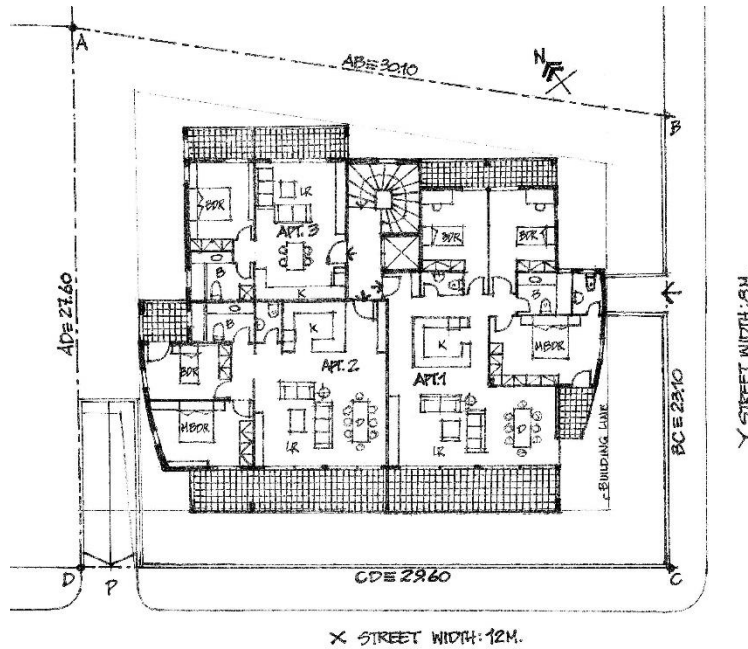 A
AB=30.10
N
B
BDR
LR
APT. 3
B
K
BDR
BDR 1
B
AD=27.60
B
K
APT. 2
BDR
MBDR
LR
K
APT.1
MBDR
LR
BUILDING LINE
BC=23.10
Y STREET WIDTH: 8M.
D
P
CD=29.60
C
X STREET WIDTH: 12M.